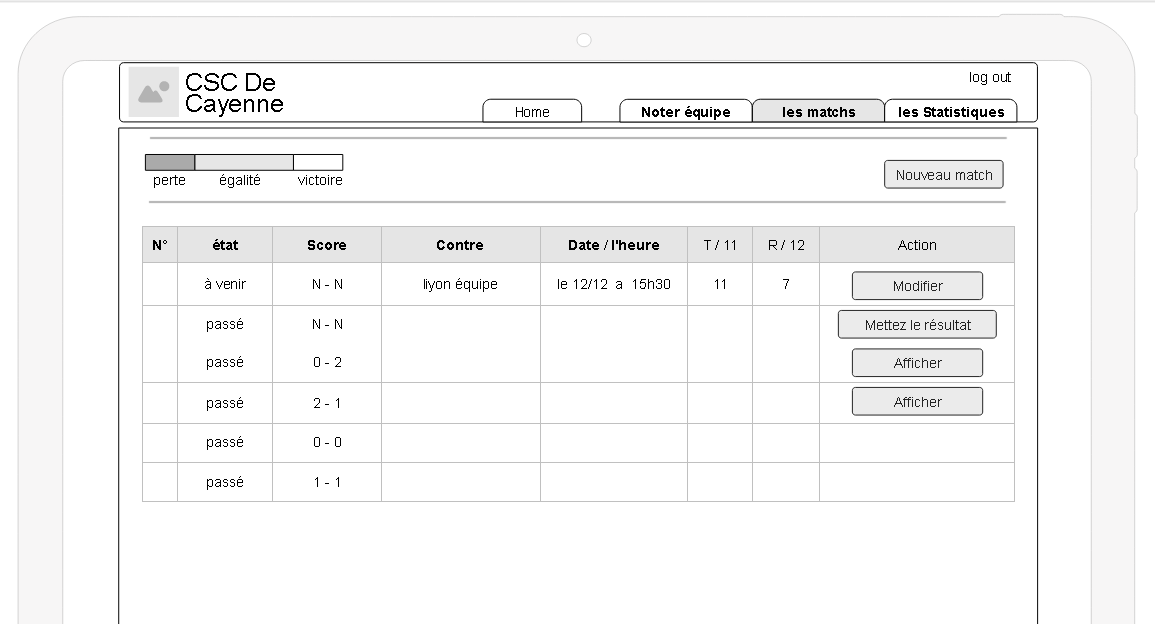 CSC De
Cayenne
log out
Home
Noter équipe
les matchs
les Statistiques
perte
égalité
victoire
Nouveau match
N° état Score Contre Date / l'heure T / 11 R / 12 Action
à venir N - N liyon équipe le 12/12 a 15h30 11 7 Modifier
passé N - N Mettez le résultat
passé 0 - 2 Afficher
passé 2 - 1 Afficher
passé 0 - 0
passé 1 - 1